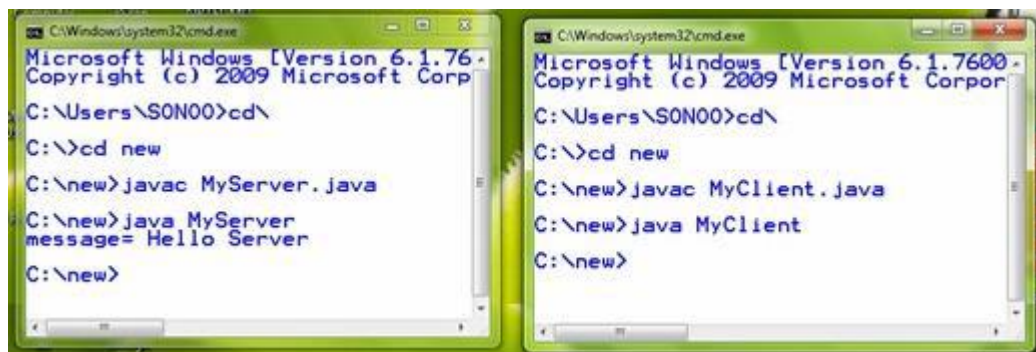 C:\Windows\system32\cmd.exe
Microsoft Windows [Version 6.1.76
Copyright (c) 2009 Microsoft Corp
C:\Users\SONOO>cd\
C:\>cd new
C:\new>javac MyServer.java
C:\new>java MyServer
message= Hello Server
C:\new>
C:\Windows\system32\cmd.exe
Microsoft Windows [Version 6.1.7600
Copyright (c) 2009 Microsoft Corpor
C:\Users\SONOO>cd\
C:\>cd new
C:\new>javac MyClient.java
C:\new>java MyClient
C:\new>